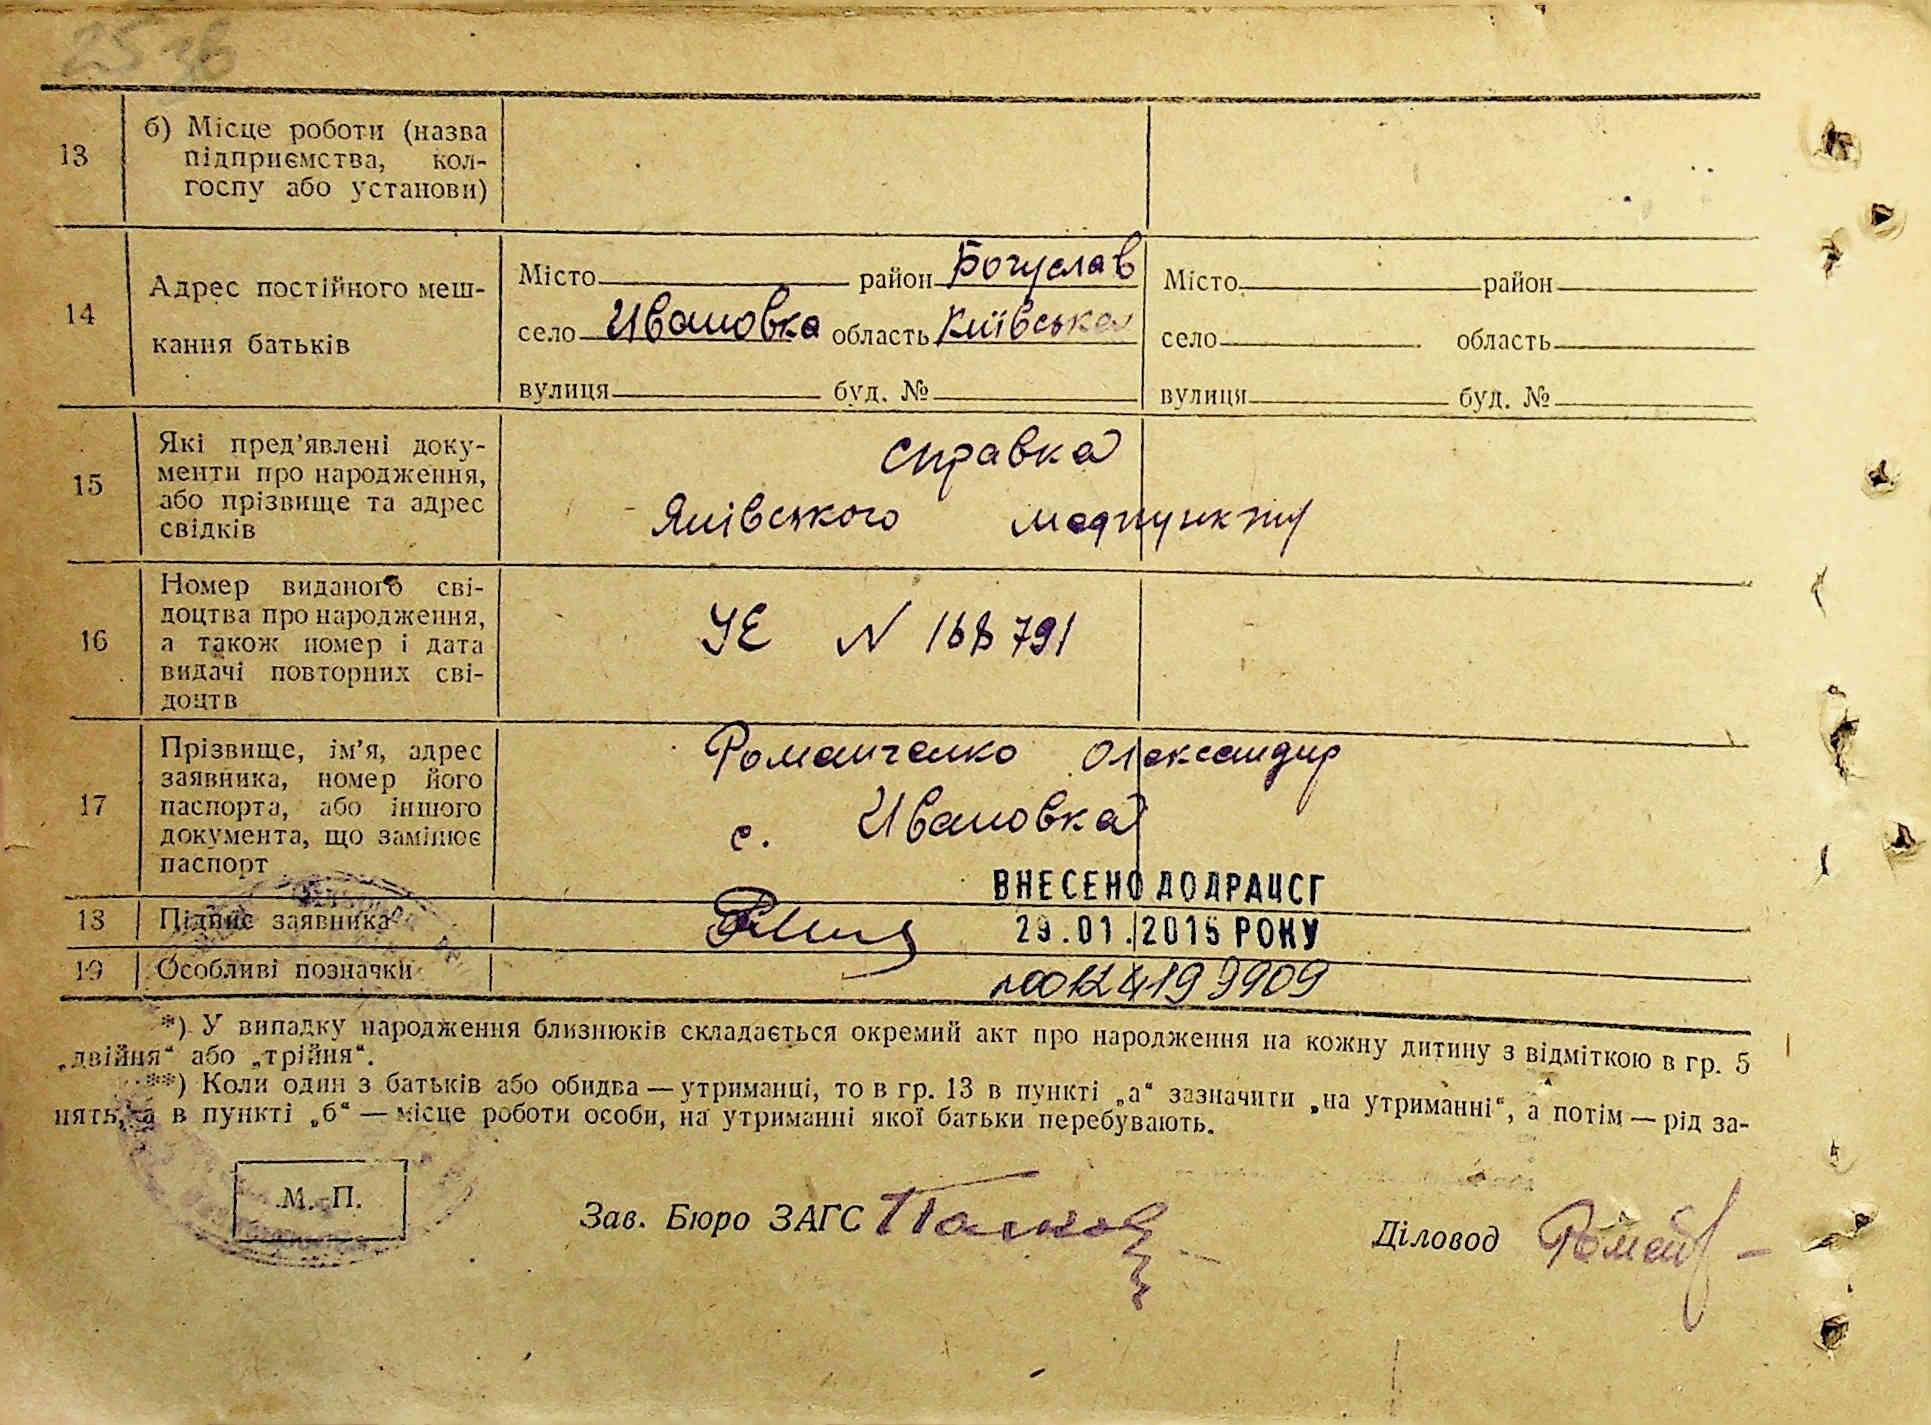 25 зв
13
б) Місце роботи (назва
підприємства, кол-
госпу або установи)
14
Адрес постійного меш-
кання батьків
Місто район Богуслав
село Ивановка область Київська
вулиця буд. №
Місто район
село область
вулиця буд. №
15
Які пред’явлені доку-
менти про народження,
або прізвище та адрес
свідків
справка
медпункту
16
Номер виданого сві-
доцтва про народження,
а також номер і дата
видачі повторних сві-
доцтв
УЕ N 168791
17
Прізвище, ім’я, адрес
заявника, номер його
паспорта, або іншого
документа, що замінює
паспорт
Романченко Олександир
с. Ивановка
ВНЕСЕНО ДОДРАЦСГ
29.01.2015 РОКУ
18
Підпис заявника
19
Особливі позначки
*) У випадку народження близнюків складається окремий акт про народження на кожну дитину з відміткою в гр. 5
„двійня“ або „трійня“.
**) Коли один з батьків або обидва — утриманці, то в гр. 13 в пункті „а“ зазначити „на утриманні“, а потім — рід за-
нять, а в пункті „б“ — місце роботи особи, на утриманні якої батьки перебувають.
М. П.
Зав. Бюро ЗАГС
Діловод